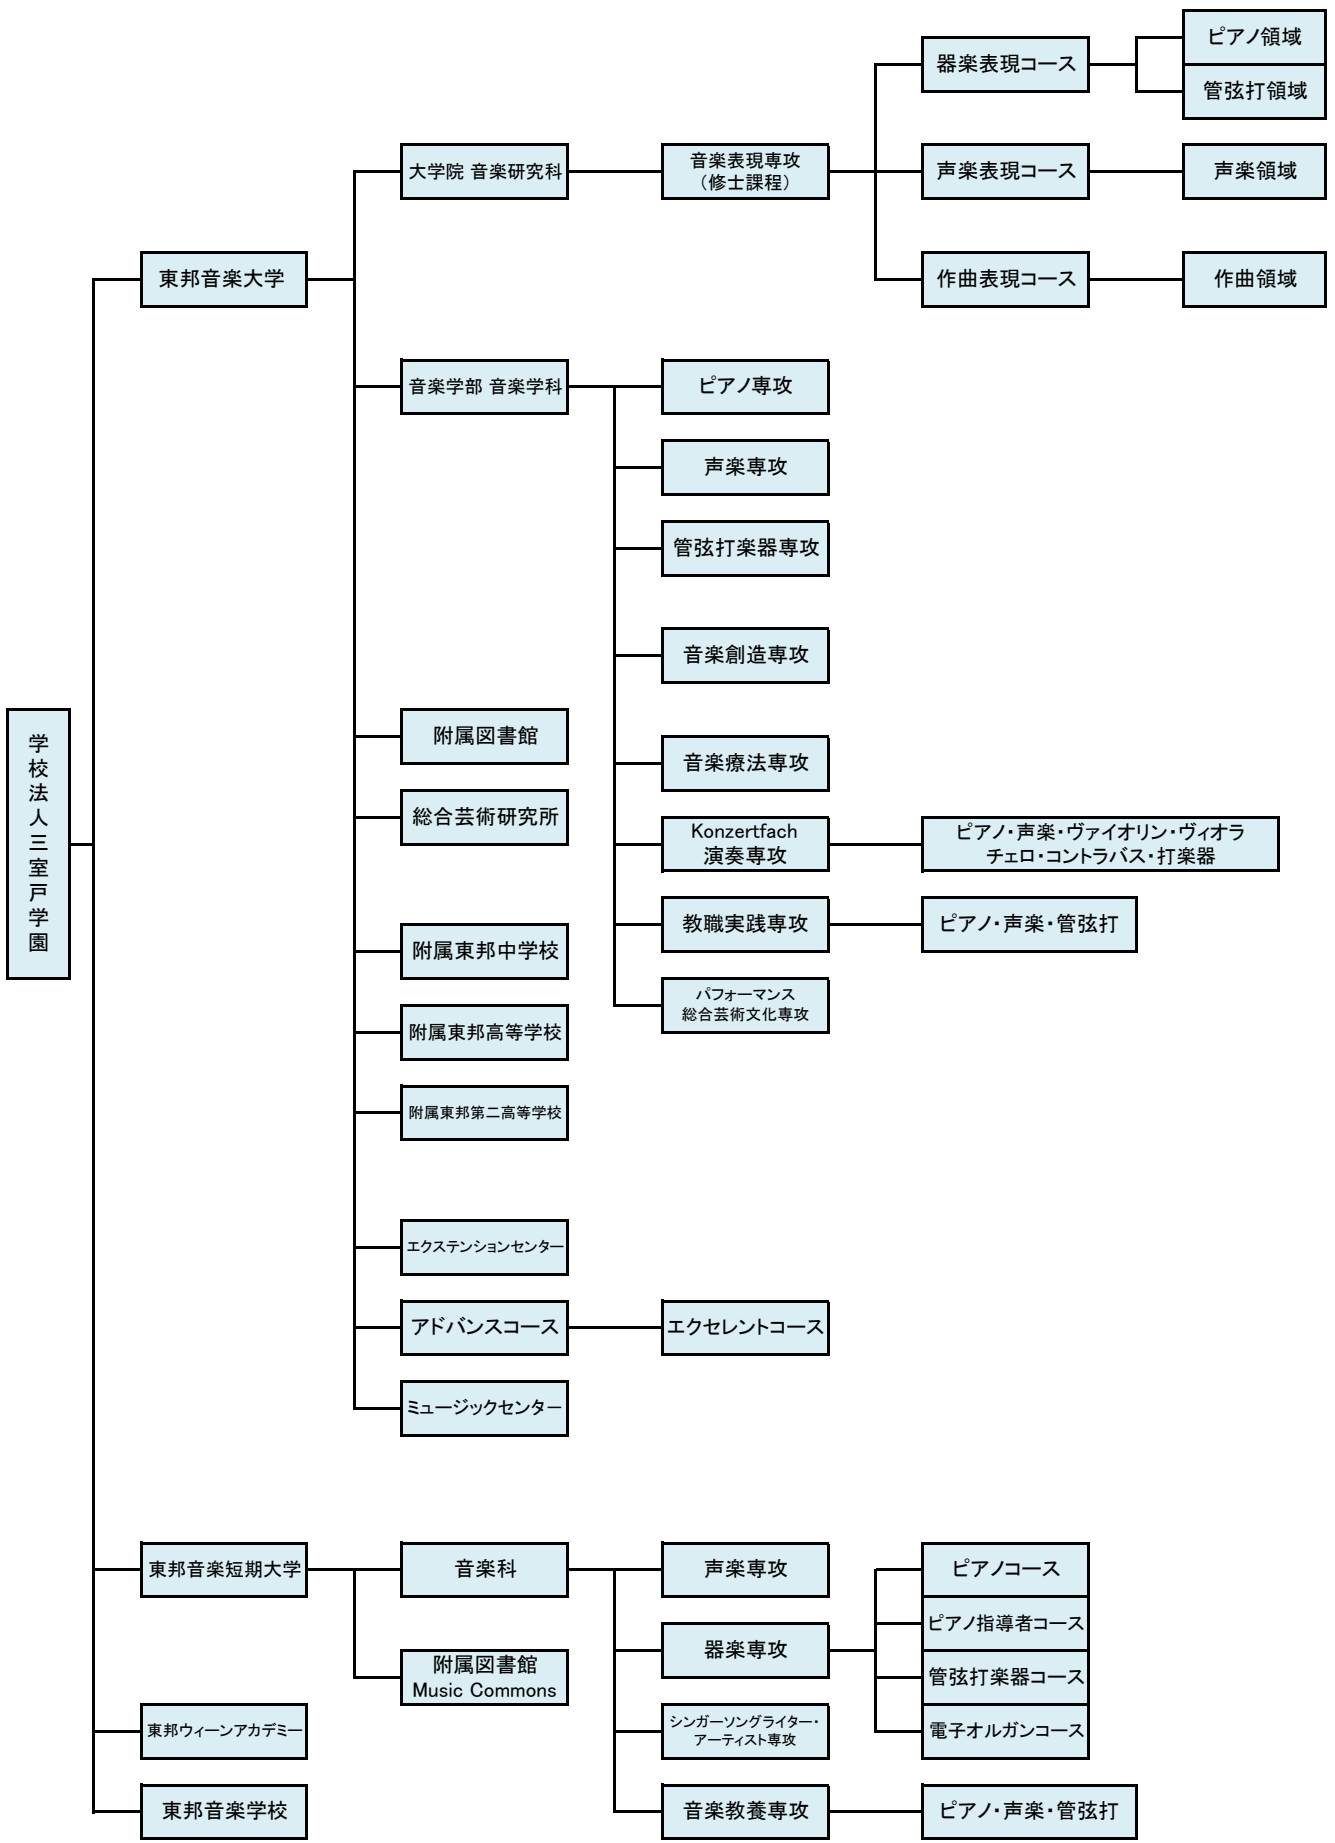 学校法人三室戸学園
東邦音楽大学
大学院 音楽研究科
音楽表現専攻
（修士課程）
器楽表現コース
ピアノ領域
管弦打領域
声楽表現コース
声楽領域
作曲表現コース
作曲領域
音楽学部 音楽学科
ピアノ専攻
声楽専攻
管弦打楽器専攻
音楽創造専攻
音楽療法専攻
Konzertfach
演奏専攻
ピアノ・声楽・ヴァイオリン・ヴィオラ
チェロ・コントラバス・打楽器
教職実践専攻
ピアノ・声楽・管弦打
パフォーマンス
総合芸術文化専攻
附属図書館
総合芸術研究所
附属東邦中学校
附属東邦高等学校
附属東邦第二高等学校
エクステンションセンター
アドバンスコース
エクセレントコース
ミュージックセンター
東邦音楽短期大学
音楽科
声楽専攻
器楽専攻
ピアノコース
ピアノ指導者コース
管弦打楽器コース
電子オルガンコース
シンガーソングライター・
アーティスト専攻
音楽教養専攻
ピアノ・声楽・管弦打
附属図書館
Music Commons
東邦ウィーンアカデミー
東邦音楽学校